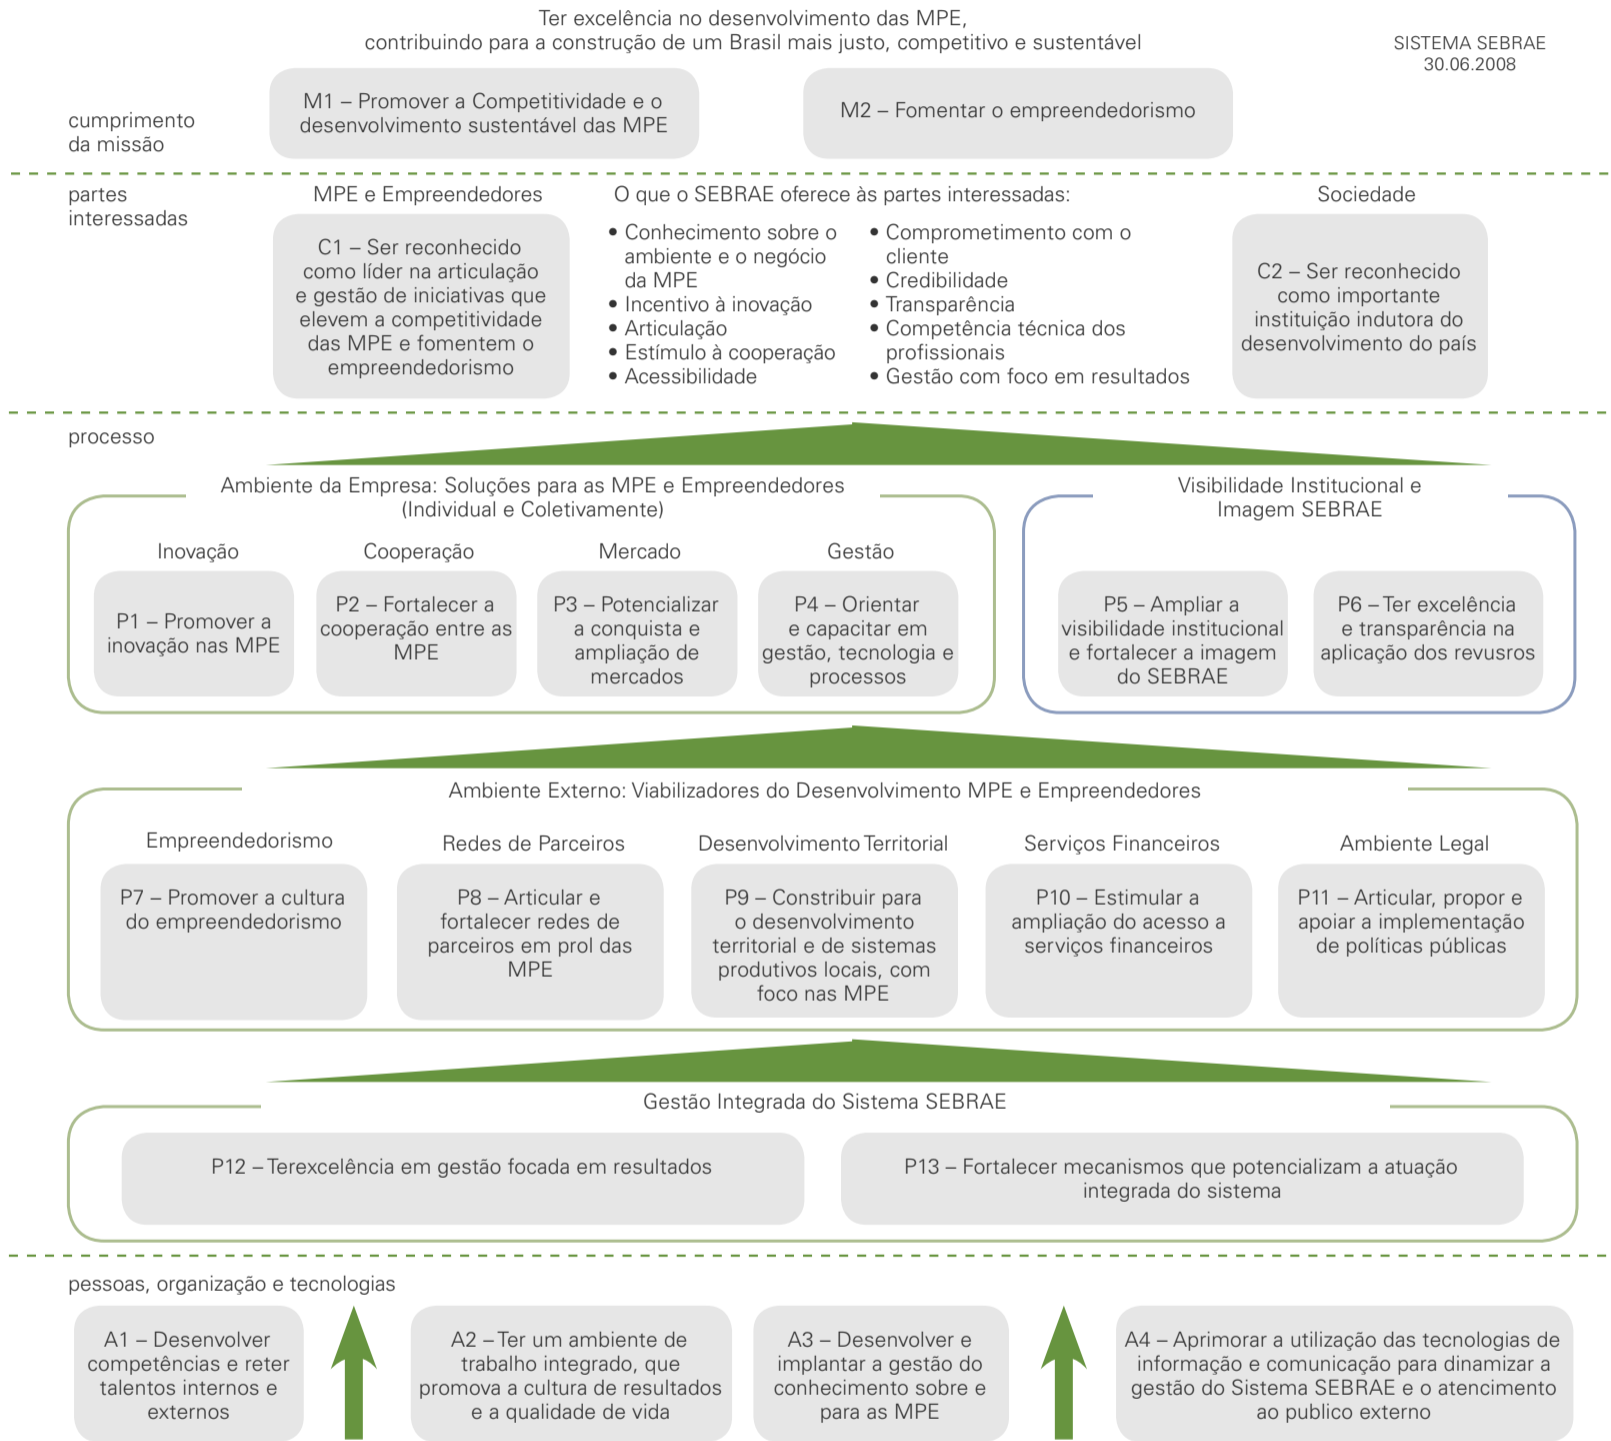 Ter excelência no desenvolvimento das MPE,
contribuindo para a construção de um Brasil mais justo, competitivo e sustentável
SISTEMA SEBRAE
30.06.2008
cumprimento
da missão
M1 – Promover a Competitividade e o
desenvolvimento sustentável das MPE
M2 – Fomentar o empreendedorismo
partes
interessadas
MPE e Empreendedores
C1 – Ser reconhecido
como líder na articulação
e gestão de iniciativas que
elevem a competitividade
das MPE e fomentem o
empreendedorismo
O que o SEBRAE oferece às partes interessadas:
• Conhecimento sobre o
ambiente e o negócio
da MPE
• Incentivo à inovação
• Articulação
• Estímulo à cooperação
• Acessibilidade
• Comprometimento com o
cliente
• Credibilidade
• Transparência
• Competência técnica dos
profissionais
• Gestão com foco em resultados
Sociedade
C2 – Ser reconhecido
como importante
instituição indutora do
desenvolvimento do país
processo
Ambiente da Empresa: Soluções para as MPE e Empreendedores
(Individual e Coletivamente)
Inovação
P1 – Promover a
inovação nas MPE
Cooperação
P2 – Fortalecer a
cooperação entre as
MPE
Mercado
P3 – Potencializar
a conquista e
ampliação de
mercados
Gestão
P4 – Orientar
e capacitar em
gestão, tecnologia e
processos
Visibilidade Institucional e
Imagem SEBRAE
P5 – Ampliar a
visibilidade institucional
e fortalecer a imagem
do SEBRAE
P6 – Ter excelência
e transparência na
aplicação dos revusros
Ambiente Externo: Viabilizadores do Desenvolvimento MPE e Empreendedores
Empreendedorismo
P7 – Promover a cultura
do empreendedorismo
Redes de Parceiros
P8 – Articular e
fortalecer redes de
parceiros em prol das
MPE
Desenvolvimento Territorial
P9 – Constribuir para
o desenvolvimento
territorial e de sistemas
produtivos locais, com
foco nas MPE
Serviços Financeiros
P10 – Estimular a
ampliação do acesso a
serviços financeiros
Ambiente Legal
P11 – Articular, propor e
apoiar a implementação
de políticas públicas
Gestão Integrada do Sistema SEBRAE
P12 – Terexcelência em gestão focada em resultados
P13 – Fortalecer mecanismos que potencializam a atuação
integrada do sistema
pessoas, organização e tecnologias
A1 – Desenvolver
competências e reter
talentos internos e
externos
A2 – Ter um ambiente de
trabalho integrado, que
promova a cultura de resultados
e a qualidade de vida
A3 – Desenvolver e
implantar a gestão do
conhecimento sobre e
para as MPE
A4 – Aprimorar a utilização das tecnologias de
informação e comunicação para dinamizar a
gestão do Sistema SEBRAE e o atencimento
ao publico externo